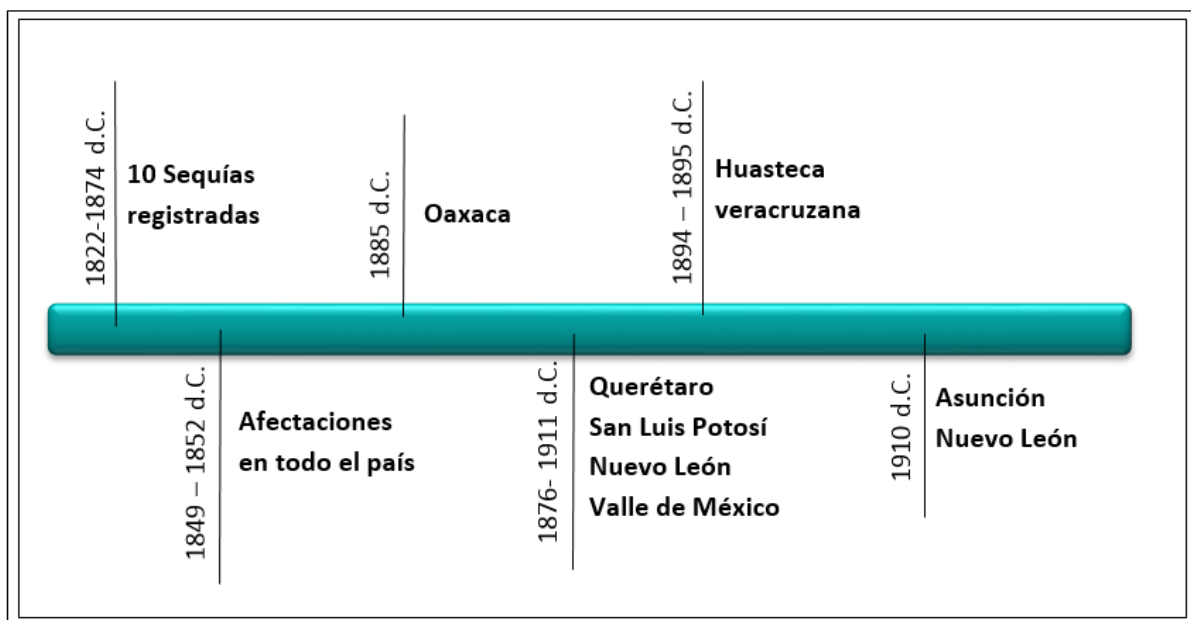 1822-1874 d.C.
10 Sequías
registradas
1849 – 1852 d.C.
Afectaciones
en todo el país
1885 d.C.
Oaxaca
1876- 1911 d.C.
Querétaro
San Luis Potosí
Nuevo León
Valle de México
1894 – 1895 d.C.
Huasteca
veracruzana
1910 d.C.
Asunción
Nuevo León